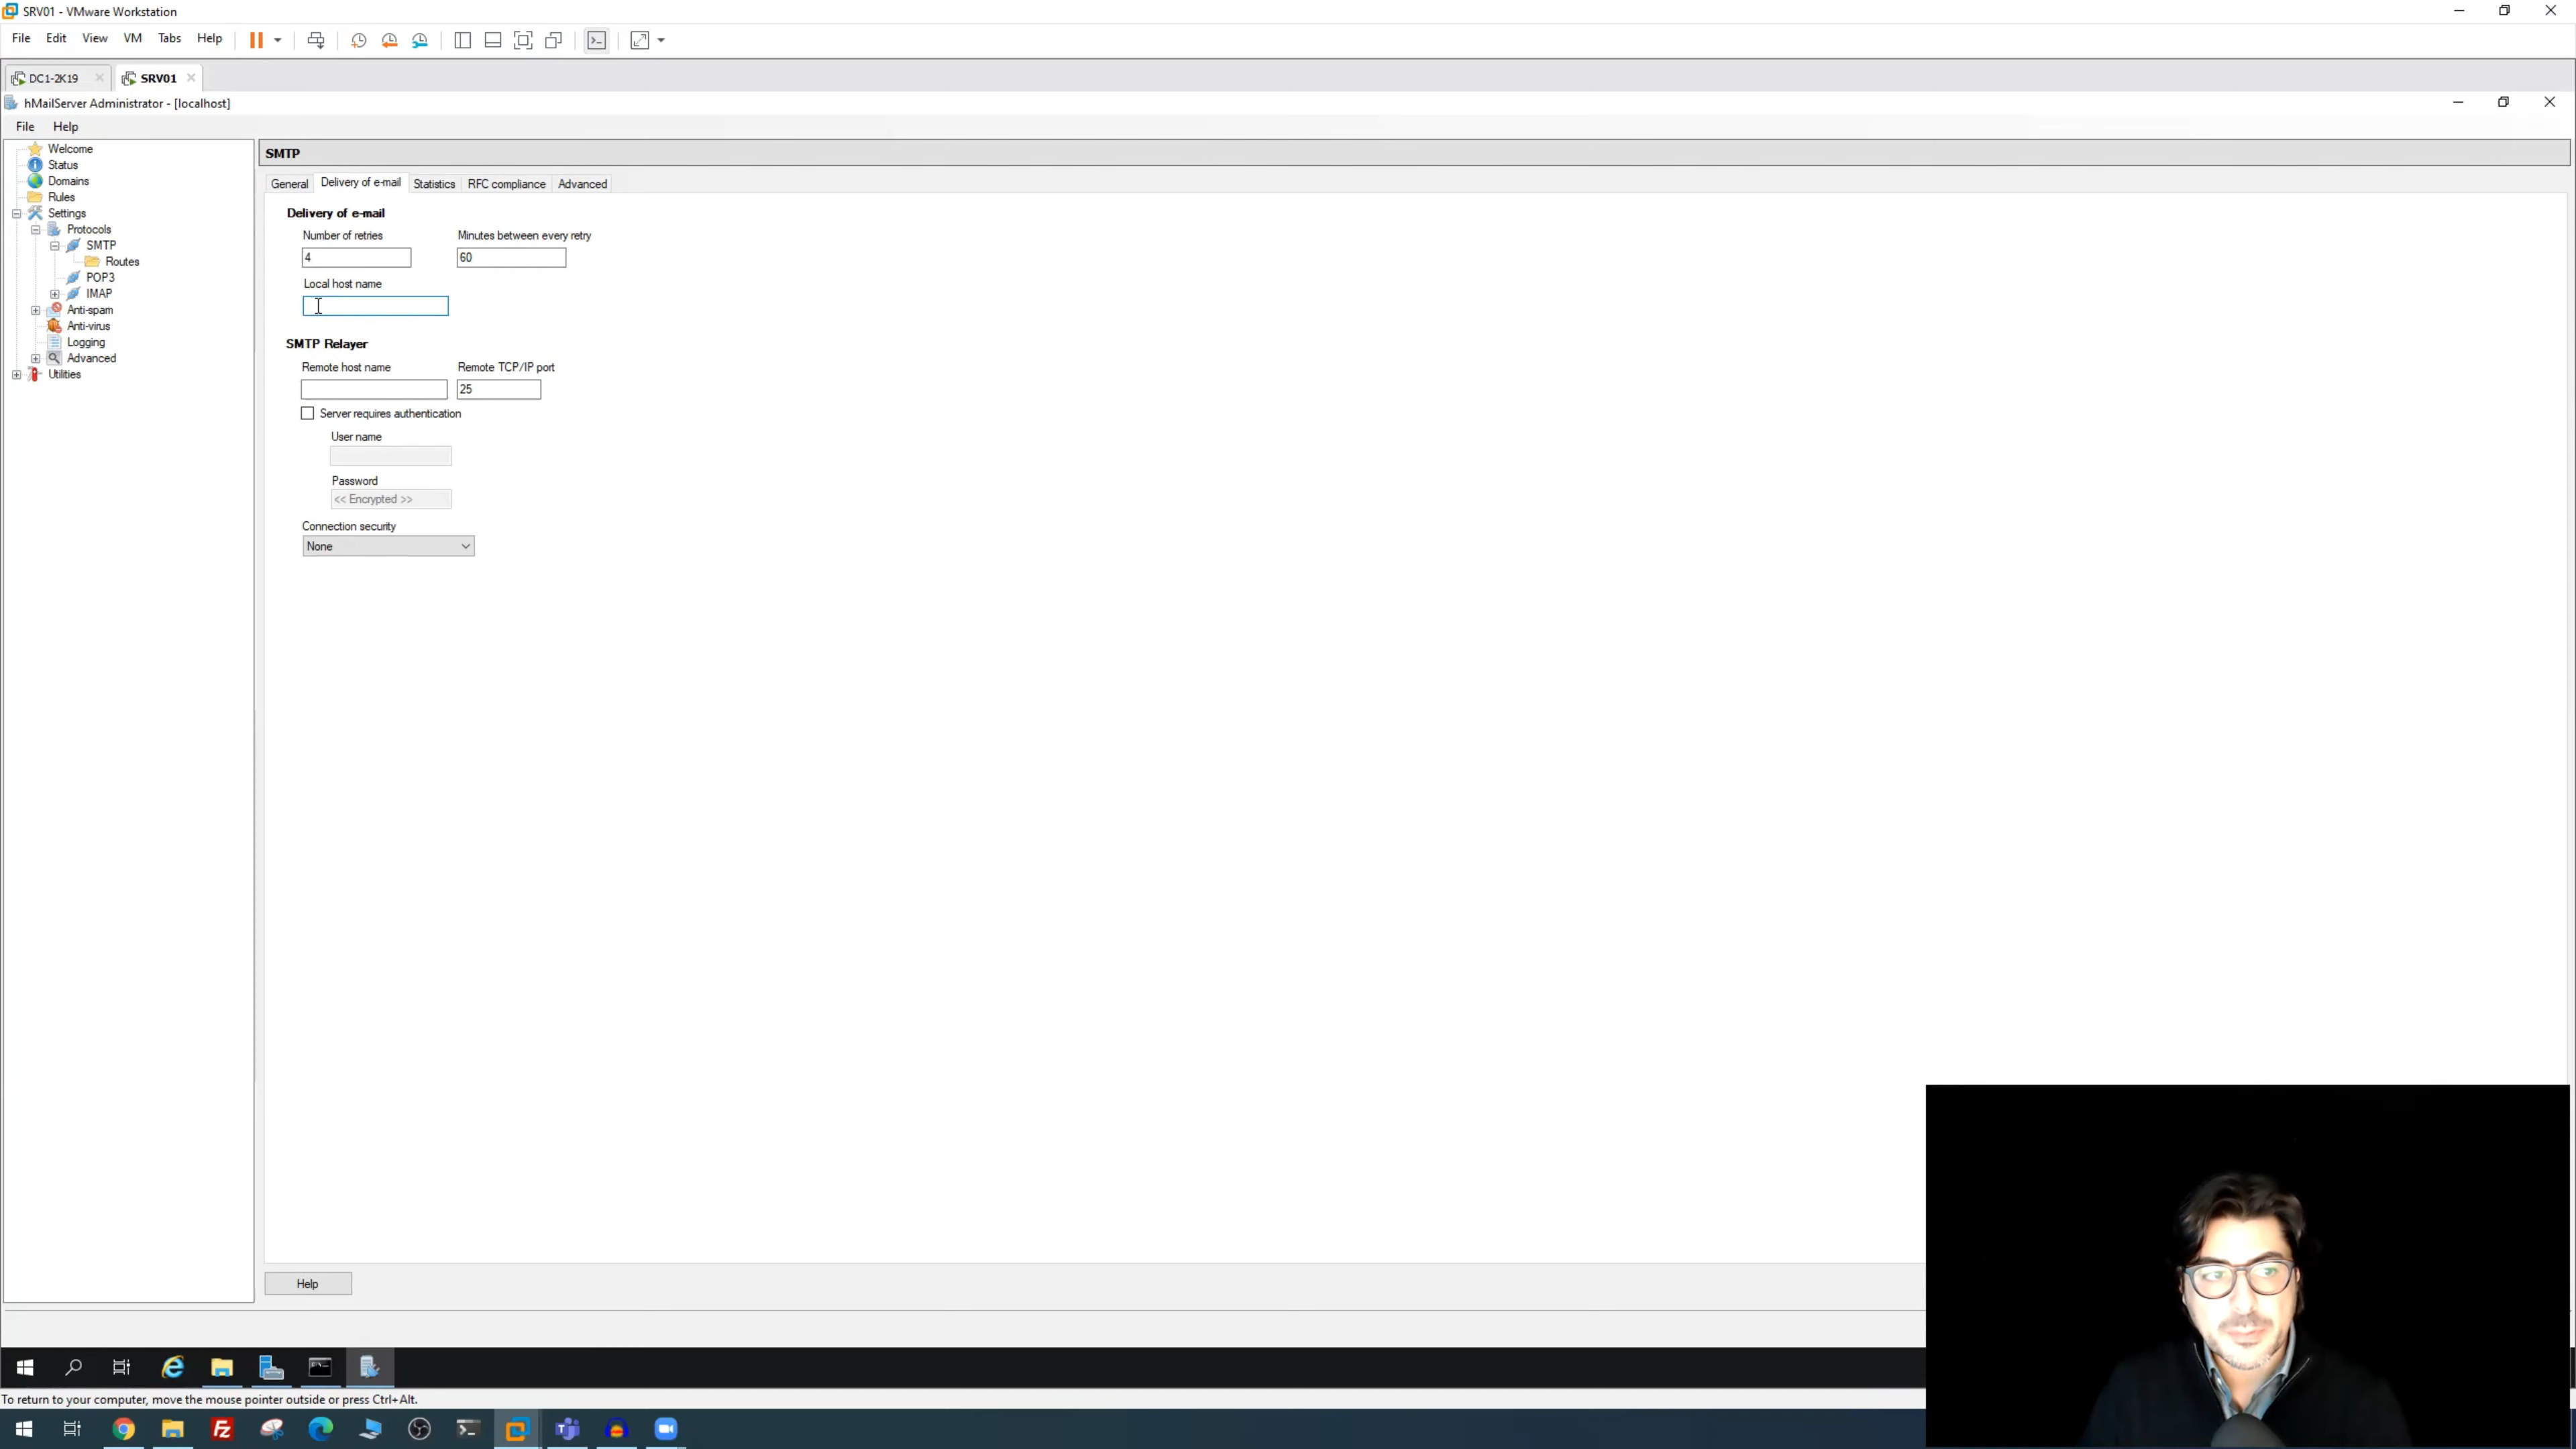 SRV01 - VMware Workstation
File Edit View VM Tabs Help
DC1-2K19 SRV01
hMailServer Administrator - [localhost]
File Help
Welcome
Status
Domains
Rules
Settings
Protocols
SMTP
Routes
POP3
IMAP
Anti-spam
Anti-virus
Logging
Advanced
Utilities
SMTP
General Delivery of e-mail Statistics RFC compliance Advanced
Delivery of e-mail
Number of retries Minutes between every retry
4 60
Local host name
SMTP Relayer
Remote host name Remote TCP/IP port
25
Server requires authentication
User name
Password
<< Encrypted >>
Connection security
None
Help
To return to your computer, move the mouse pointer outside or press Ctrl+Alt.